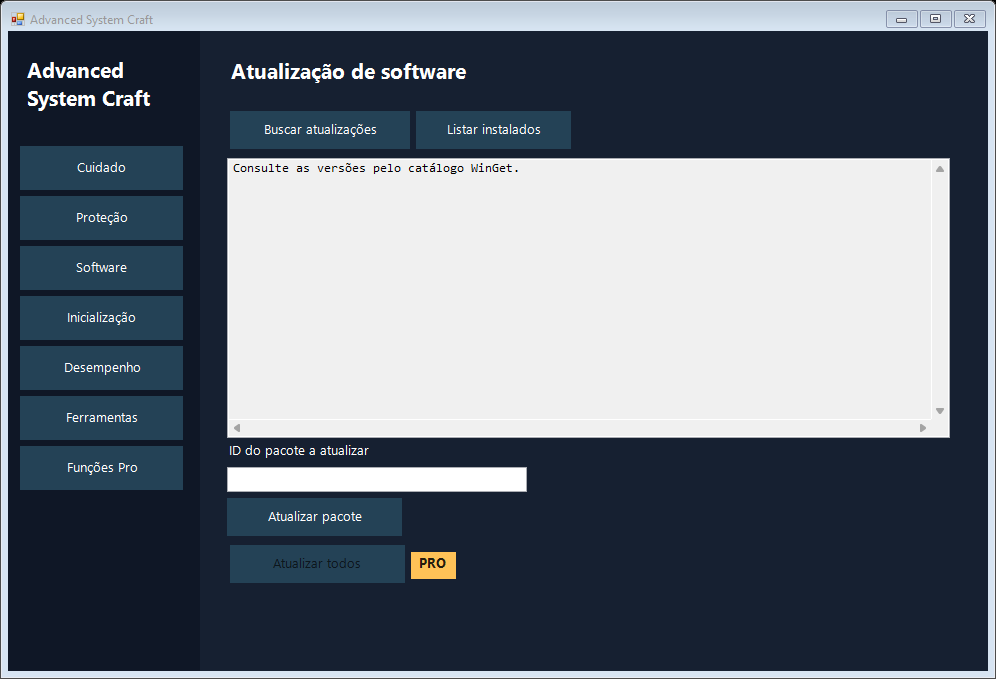 Advanced System Craft
Advanced
System Craft
Cuidado
Proteção
Software
Inicialização
Desempenho
Ferramentas
Funções Pro
Atualização de software
Buscar atualizações
Listar instalados
Consulte as versões pelo catálogo WinGet.
ID do pacote a atualizar
Atualizar pacote
Atualizar todos
PRO